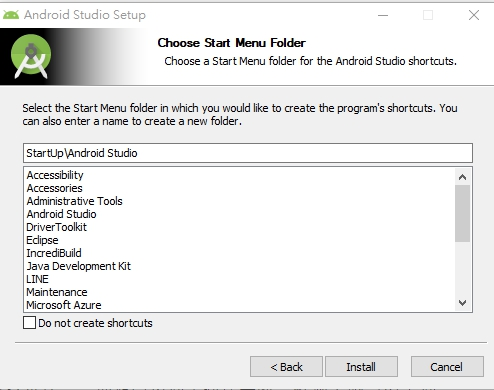 Android Studio Setup
Choose Start Menu Folder
Choose a Start Menu folder for the Android Studio shortcuts.
Select the Start Menu folder in which you would like to create the program's shortcuts. You
can also enter a name to create a new folder.
StartUp\Android Studio
Accessibility
Accessories
Administrative Tools
Android Studio
DriverToolkit
Eclipse
IncrediBuild
Java Development Kit
LINE
Maintenance
Microsoft Azure
Do not create shortcuts
< Back
Install
Cancel